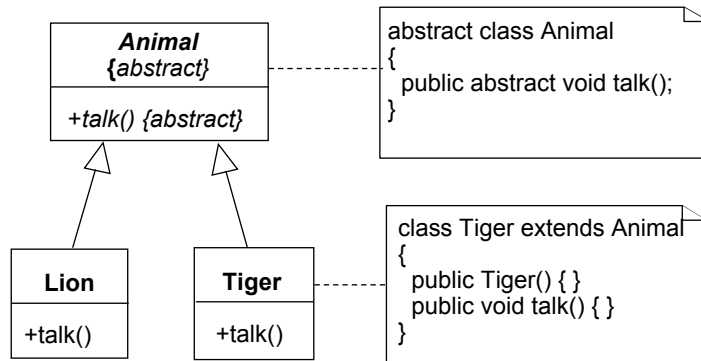 Animal
{abstract}
+talk() {abstract}
abstract class Animal
{
public abstract void talk();
}
Lion
+talk()
Tiger
+talk()
class Tiger extends Animal
{
public Tiger() { }
public void talk() { }
}